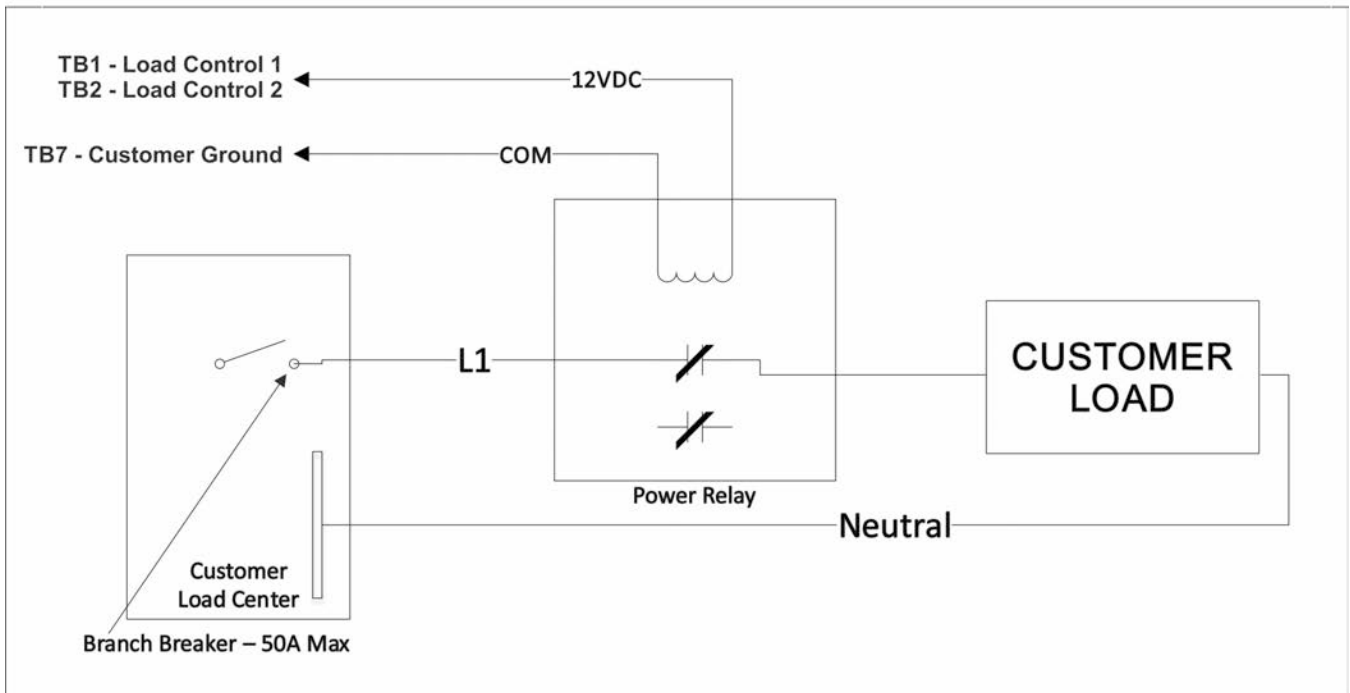 TB1 - Load Control 1
TB2 - Load Control 2
12VDC
TB7 - Customer Ground
COM
L1
CUSTOMER
LOAD
Power Relay
Neutral
Customer
Load Center
Branch Breaker – 50A Max